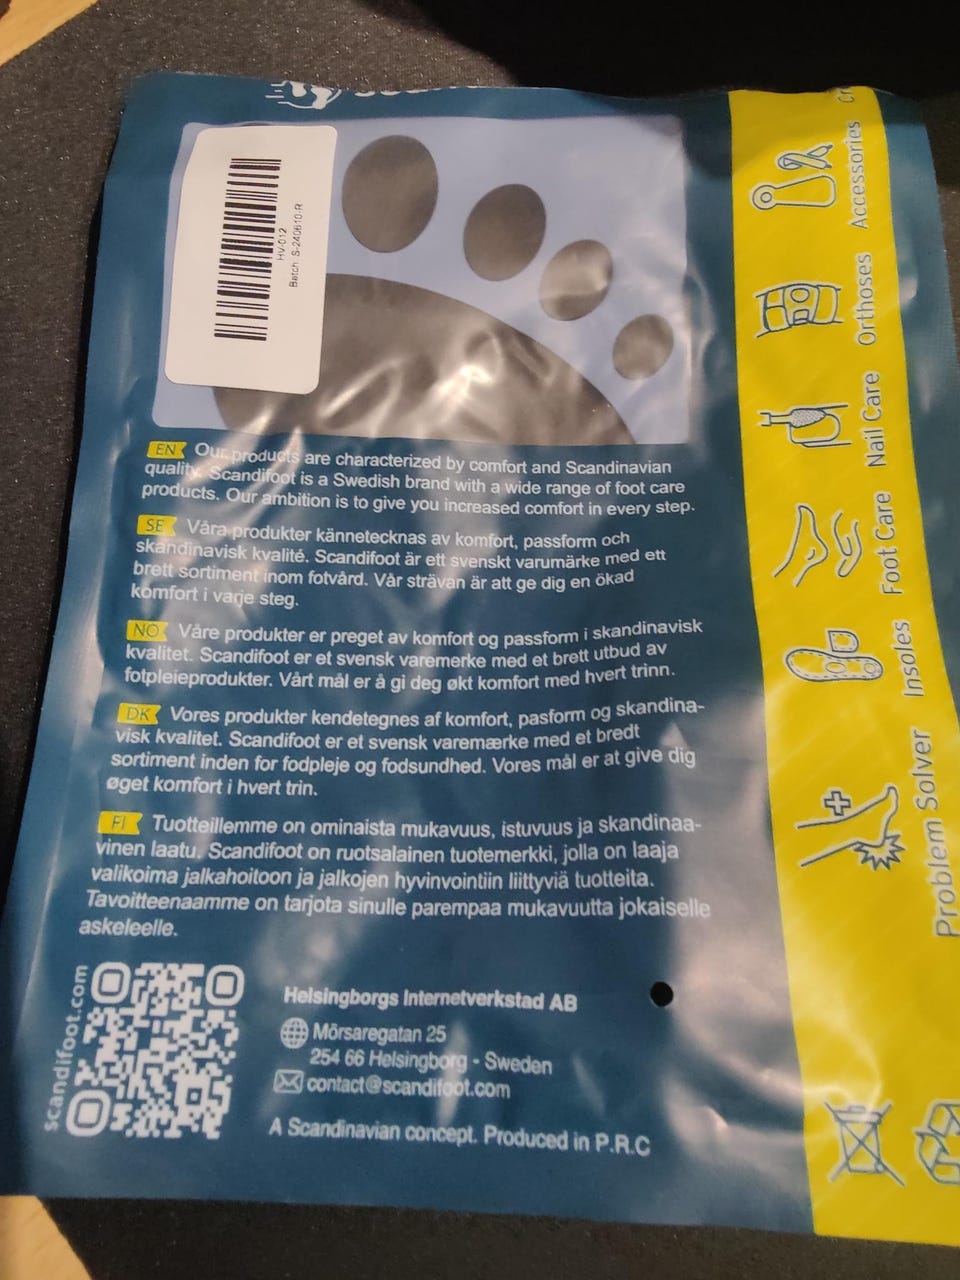 HV-012
Batch: S-240610-R
EN Our products are characterized by comfort and Scandinavian
quality. Scandifoot is a Swedish brand with a wide range of foot care
products. Our ambition is to give you increased comfort in every step.
SE Våra produkter kännetecknas av komfort, passform och
skandinavisk kvalité. Scandifoot är ett svenskt varumärke med ett
brett sortiment inom fotvård. Vår strävan är att ge dig en ökad
komfort i varje steg.
NO Våre produkter er preget av komfort og passform i skandinavisk
kvalitet. Scandifoot er et svensk varemerke med et brett utbud av
fotpleieprodukter. Vårt mål er å gi deg økt komfort med hvert trinn.
DK Vores produkter kendetegnes af komfort, pasform og skandina-
visk kvalitet. Scandifoot er et svensk varemærke med et bredt
sortiment inden for fodpleje og fodsundhed. Vores mål er at give dig
øget komfort i hvert trin.
FI Tuotteillemme on ominaista mukavuus, istuvuus ja skandinaa-
vinen laatu. Scandifoot on ruotsalainen tuotemerkki, jolla on laaja
valikoima jalkahoitoon ja jalkojen hyvinvointiin liittyviä tuotteita.
Tavoitteenaamme on tarjota sinulle parempaa mukavuutta jokaiselle
askeleelle.
scandifoot.com
Helsingborgs Internetverkstad AB
Mörsaregatan 25
254 66 Helsingborg - Sweden
contact@scandifoot.com
A Scandinavian concept. Produced in P.R.C
Problem Solver
Insoles
Foot Care
Nail Care
Orthoses
Accessories